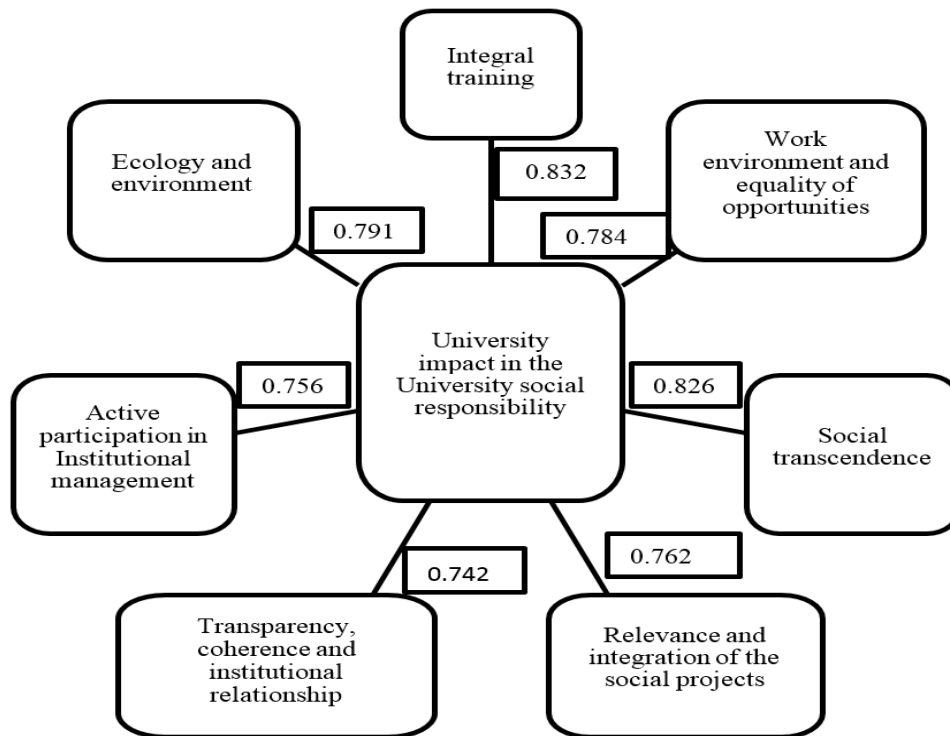 Integral
training
Ecology and
environment
Work
environment and
equality of
opportunities
0.832
0.791
0.784
University
impact in the
University social
responsibility
0.756
0.826
Active
participation in
Institutional
management
Social
transcendence
0.742
0.762
Transparency,
coherence and
institutional
relationship
Relevance and
integration of the
social projects